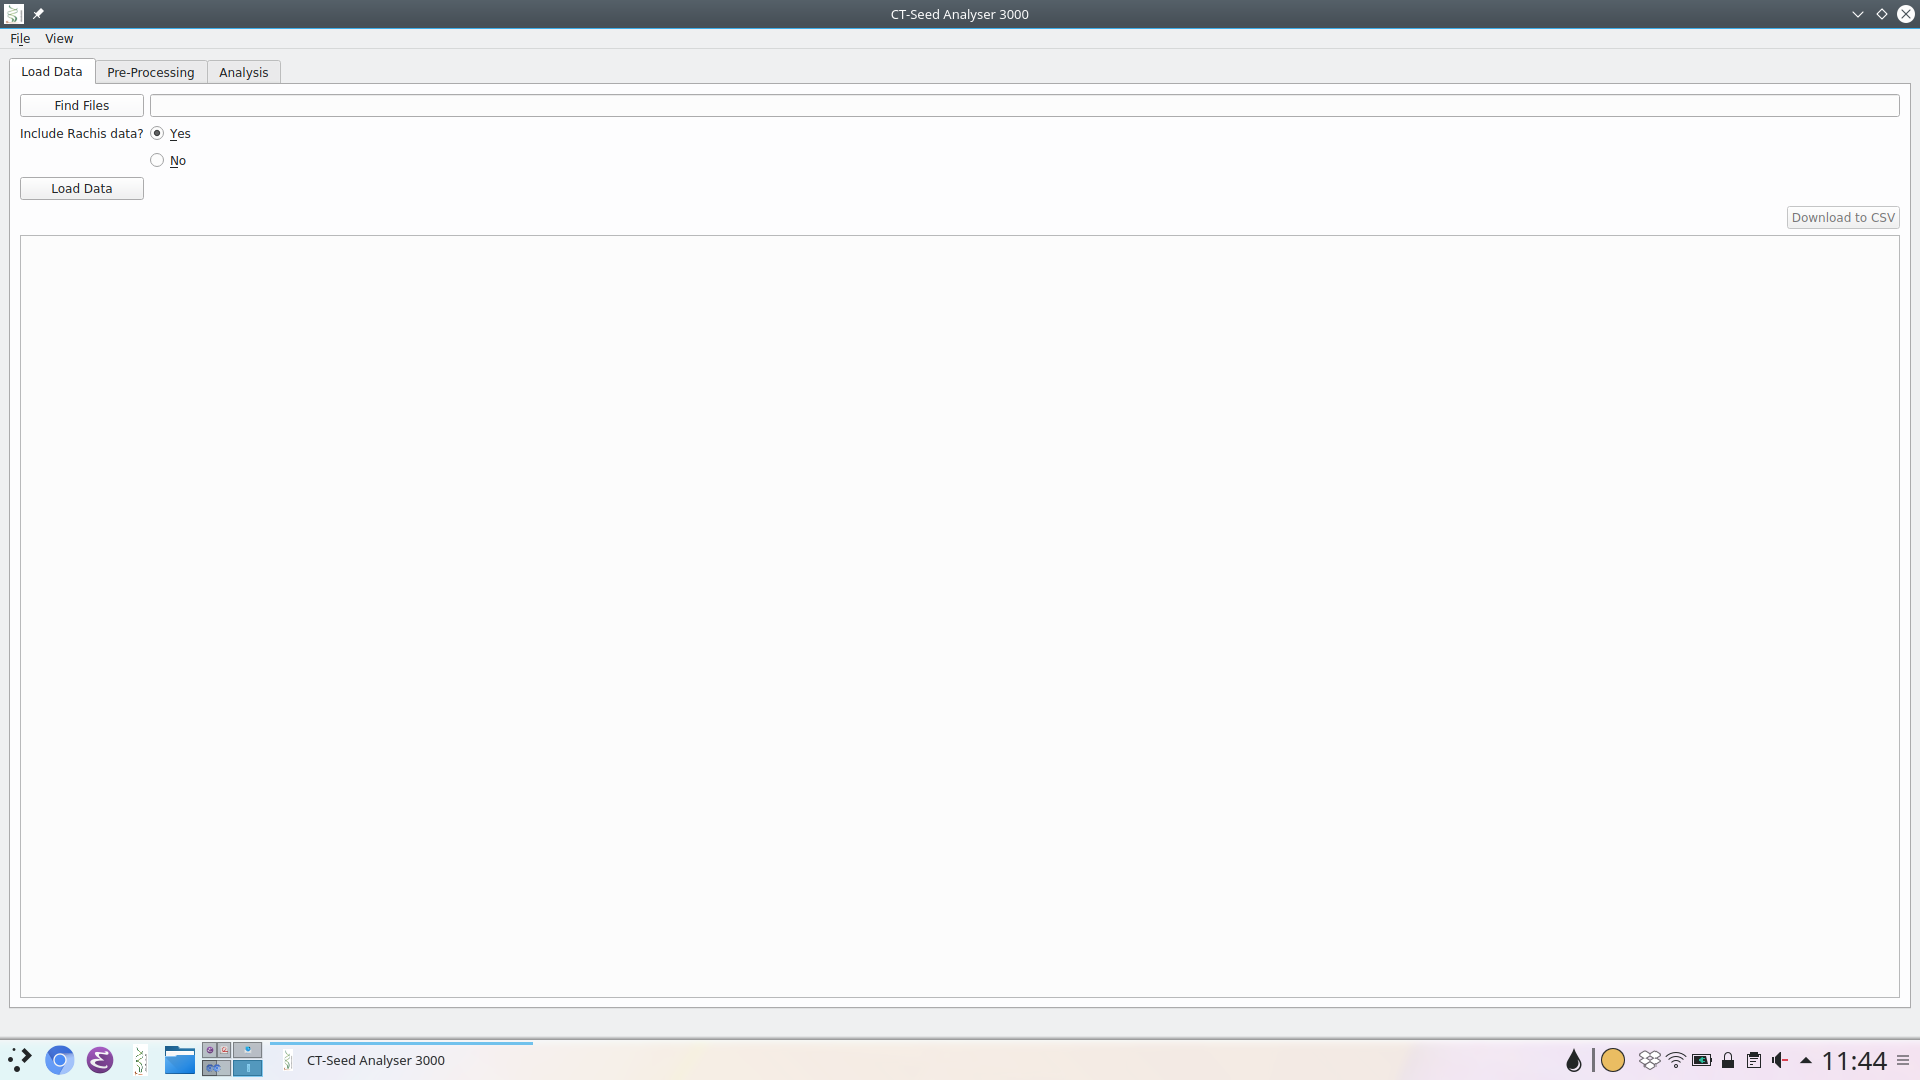 CT-Seed Analyser 3000
File View
Load Data Pre-Processing Analysis
Find Files
Include Rachis data? Yes
No
Load Data
Download to CSV
CT-Seed Analyser 3000 11:44